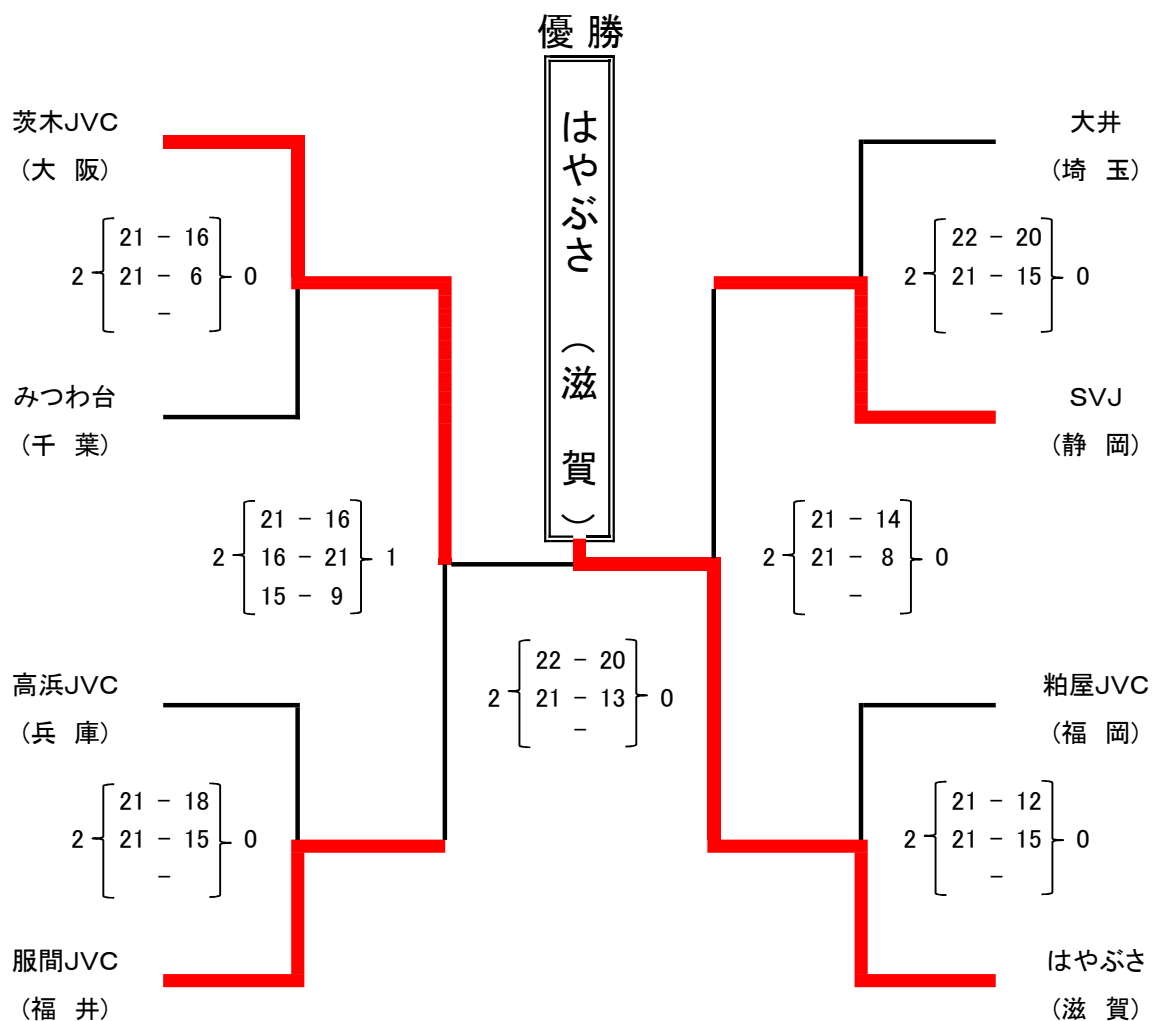 優 勝
はやぶさ （滋 賀）
茨木JVC
（大 阪）
21 － 16
2 21 － 6 0
－
みつわ台
（千 葉）
大井
（埼 玉）
22 － 20
2 21 － 15 0
－
SVJ
（静 岡）
21 － 16
2 16 － 21 1
15 － 9
21 － 14
2 21 － 8 0
－
22 － 20
2 21 － 13 0
－
高浜JVC
（兵 庫）
21 － 18
2 21 － 15 0
－
服間JVC
（福 井）
粕屋JVC
（福 岡）
21 － 12
2 21 － 15 0
－
はやぶさ
（滋 賀）